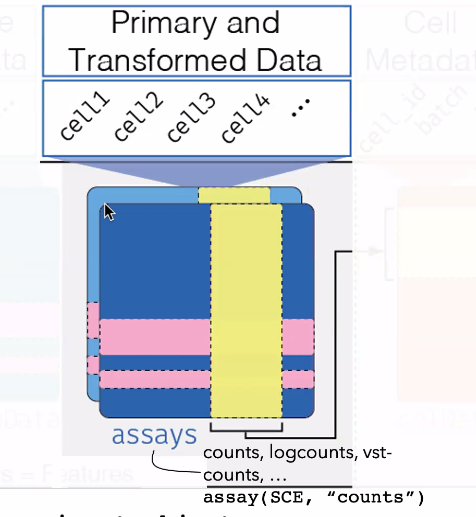 Primary and
Transformed Data
Cell
Metadata
cell1 cell2 cell3 cell4 ...
cell_id
batch
assays
counts, logcounts, vst-
counts, ...
= Features
assay(SCE, “counts”)